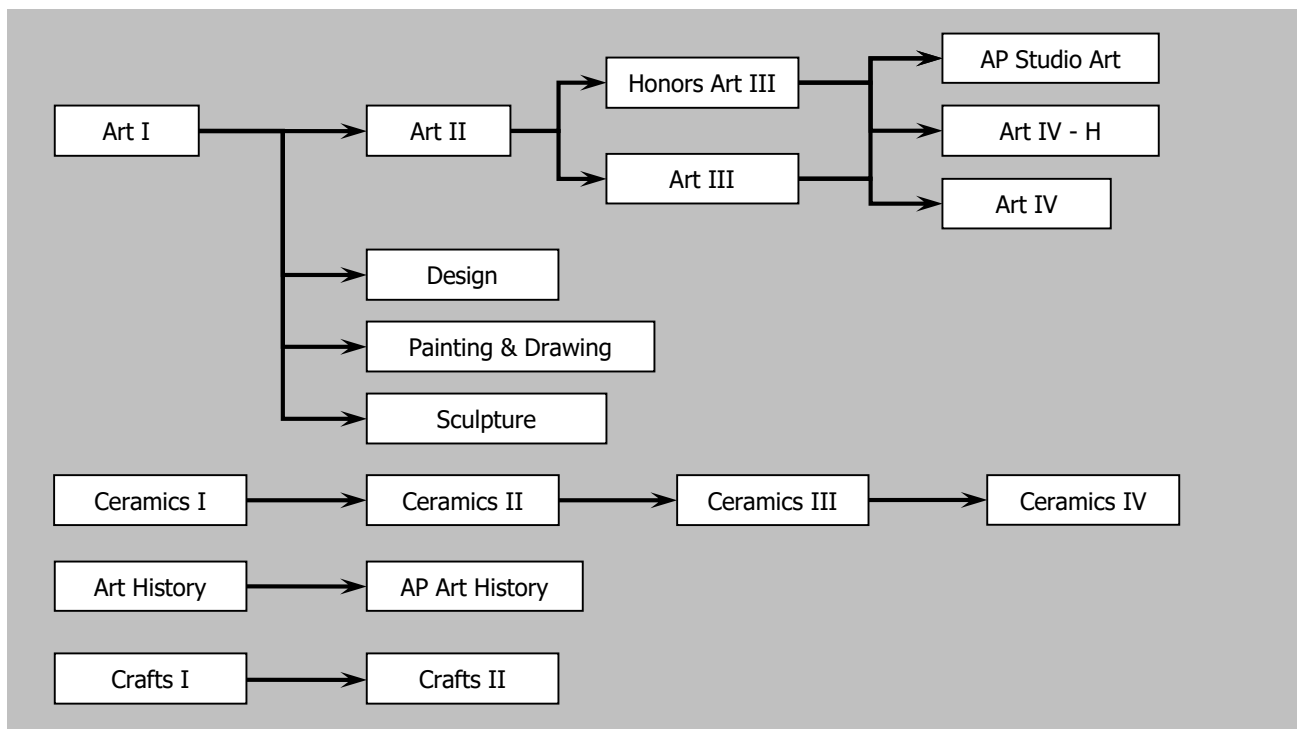 AP Studio Art
Honors Art III
Art I
Art II
Art IV - H
Art III
Art IV
Design
Painting & Drawing
Sculpture
Ceramics I
Ceramics II
Ceramics III
Ceramics IV
Art History
AP Art History
Crafts I
Crafts II